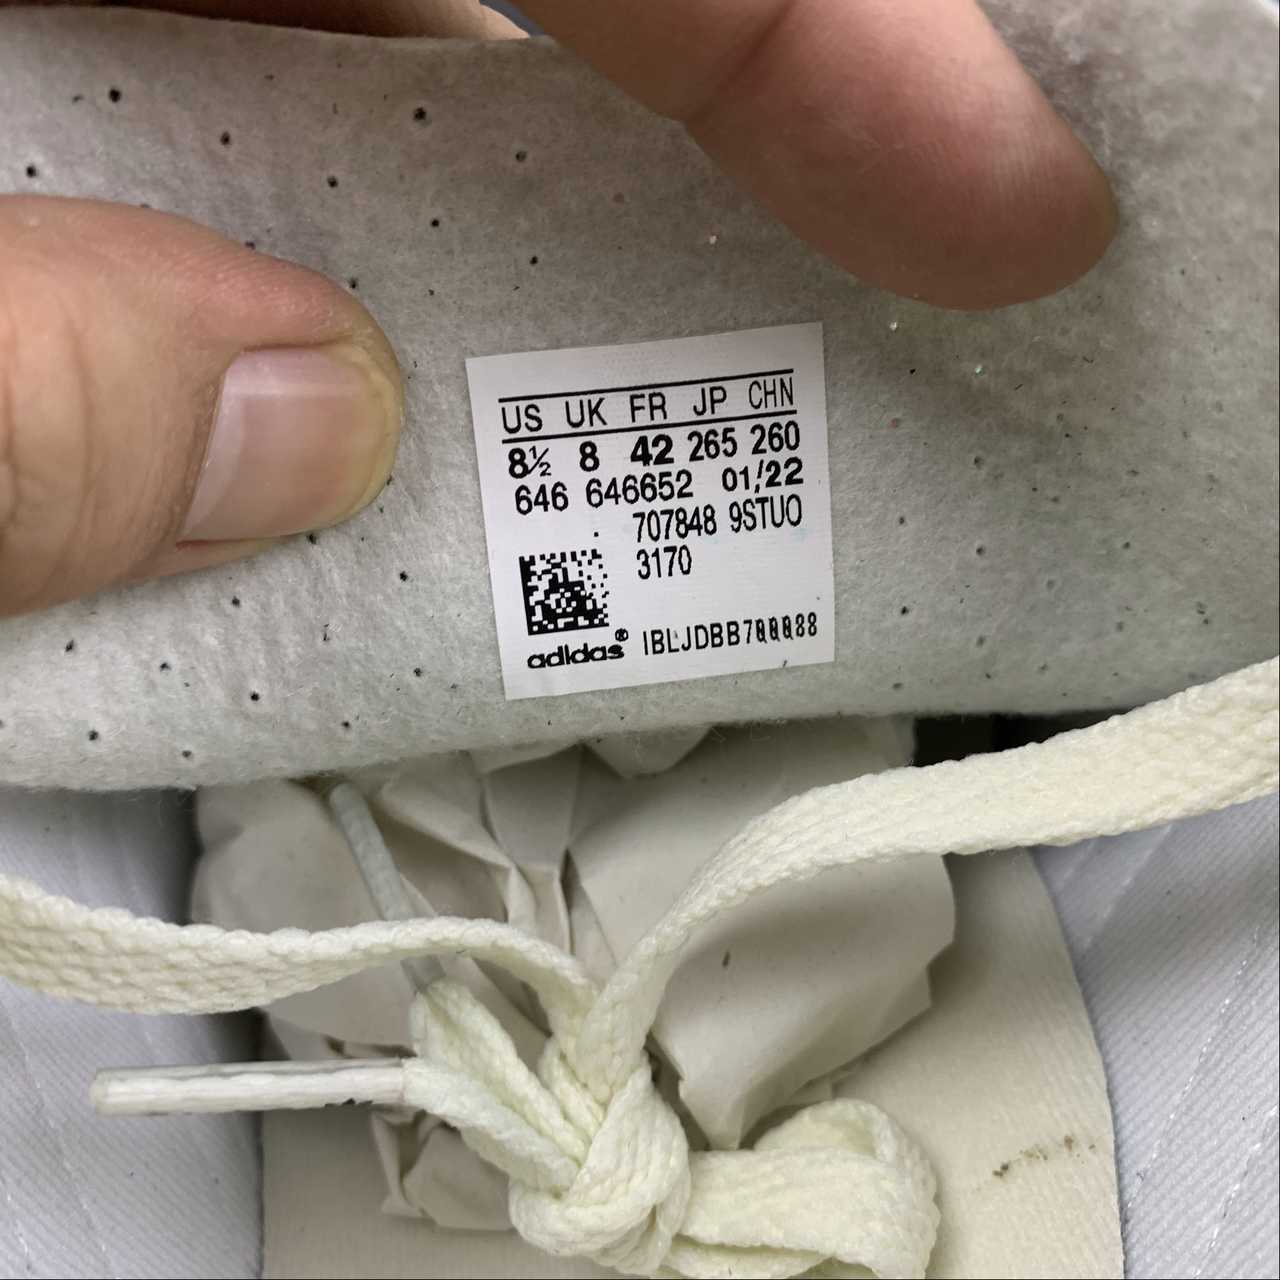 US UK FR JP CHN
8½ 8 42 265 260
646 646652 01/22
707848 9STUO
3170
adidas®